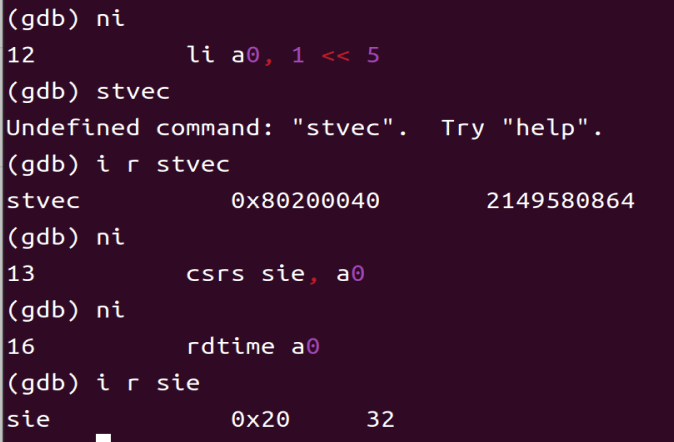 (gdb) ni
12 li a0, 1 << 5
(gdb) stvec
Undefined command: "stvec". Try "help".
(gdb) i r stvec
stvec 0x80200040 2149580864
(gdb) ni
13 csrs sie, a0
(gdb) ni
16 rdtime a0
(gdb) i r sie
sie 0x20 32